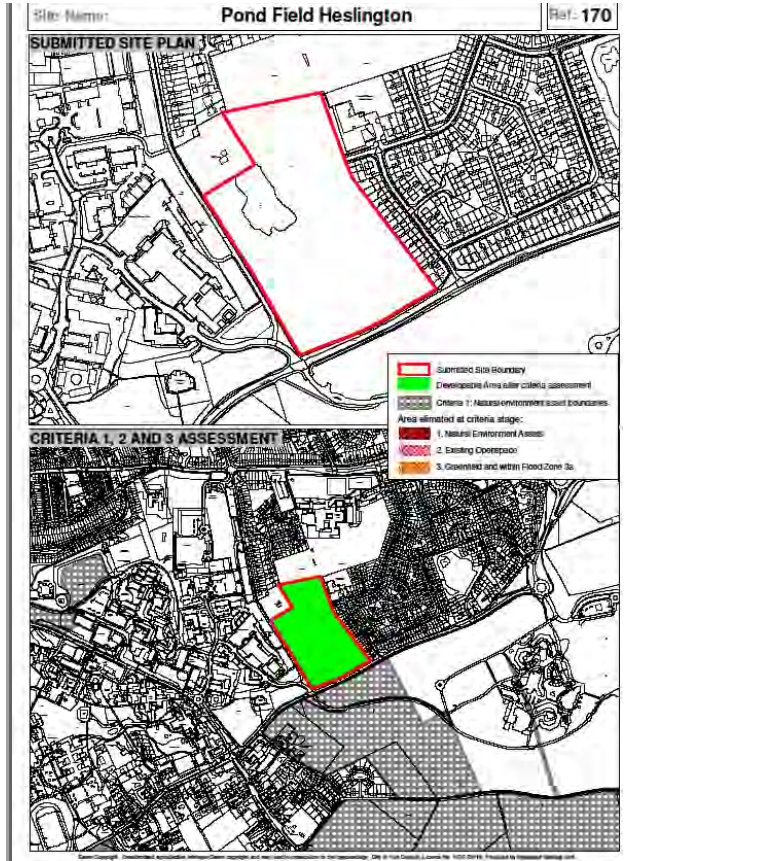 Site Name: Pond Field Heslington Ref: 170
SUBMITTED SITE PLAN
Submitted Site Boundary
Developable Area after criteria assessment
Criteria 1: Natural environment asset boundaries
Area elimated at criteria stage:
1. Natural Environment Assets
2. Existing Openspace
3. Greenfield and within Flood Zone 3a
CRITERIA 1, 2 AND 3 ASSESSMENT